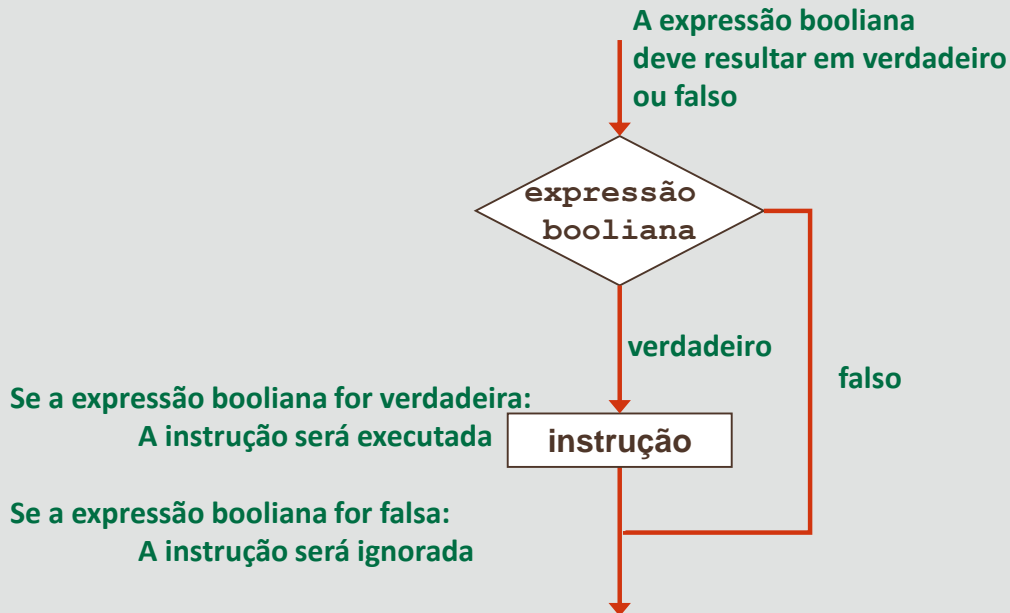 A expressão booliana
deve resultar em verdadeiro
ou falso
expressão
booliana
verdadeiro
falso
Se a expressão booliana for verdadeira:
A instrução será executada
instrução
Se a expressão booliana for falsa:
A instrução será ignorada